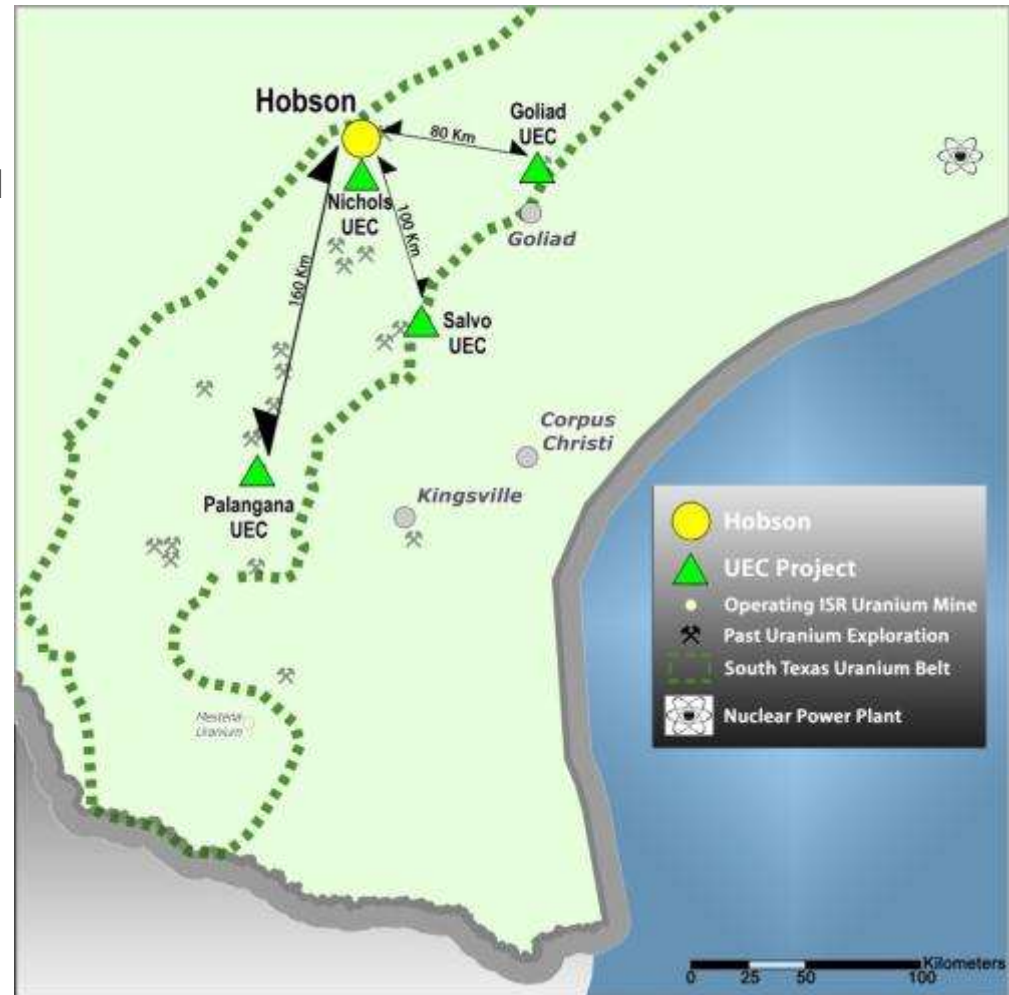 Hobson
Goliad
UEC
80 Km
Nichols
UEC
100 Km
Goliad
160 Km
Salvo
UEC
Corpus
Christi
Kingsville
Palangana
UEC
Hobson
UEC Project
Operating ISR Uranium Mine
Past Uranium Exploration
South Texas Uranium Belt
Nuclear Power Plant
Mestena
Uranium
Kilometers
0 25 50 100